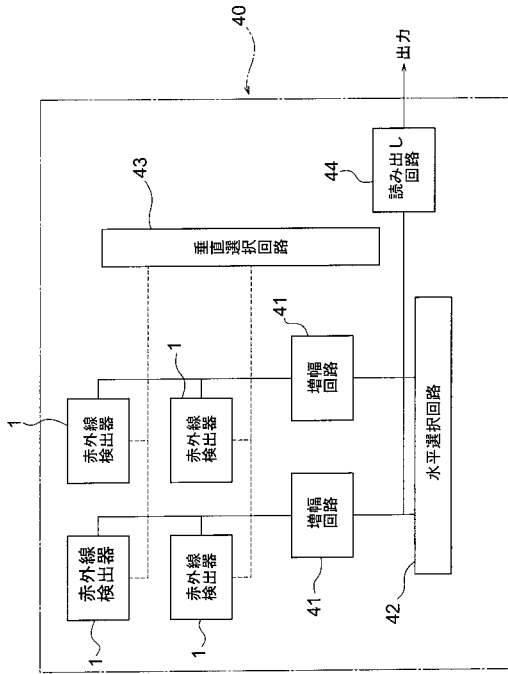 40
43
垂直選択回路
1
赤外線
検出器
1
赤外線
検出器
1
赤外線
検出器
1
赤外線
検出器
41
増幅
回路
41
増幅
回路
44
読み出し
回路
出力
42
水平選択回路